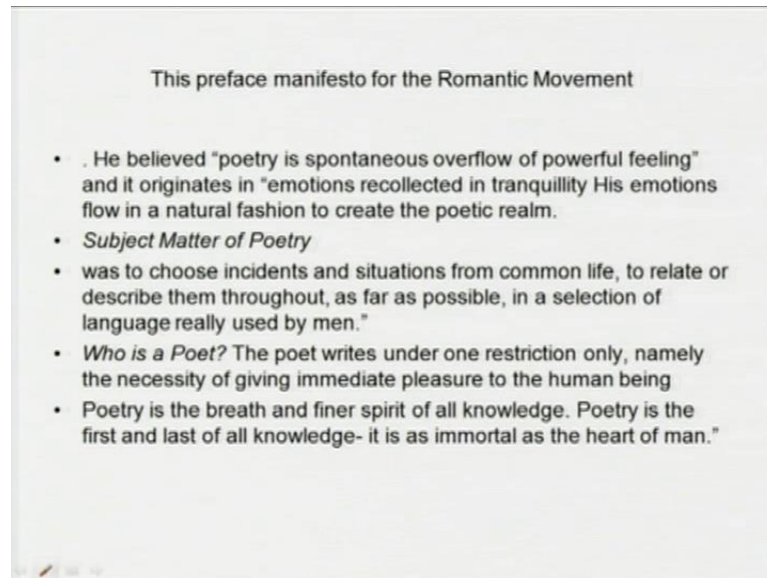 This preface manifesto for the Romantic Movement
• . He believed "poetry is spontaneous overflow of powerful feeling"
and it originates in "emotions recollected in tranquillity His emotions
flow in a natural fashion to create the poetic realm.
• Subject Matter of Poetry
• was to choose incidents and situations from common life, to relate or
describe them throughout, as far as possible, in a selection of
language really used by men."
• Who is a Poet? The poet writes under one restriction only, namely
the necessity of giving immediate pleasure to the human being
• Poetry is the breath and finer spirit of all knowledge. Poetry is the
first and last of all knowledge- it is as immortal as the heart of man."